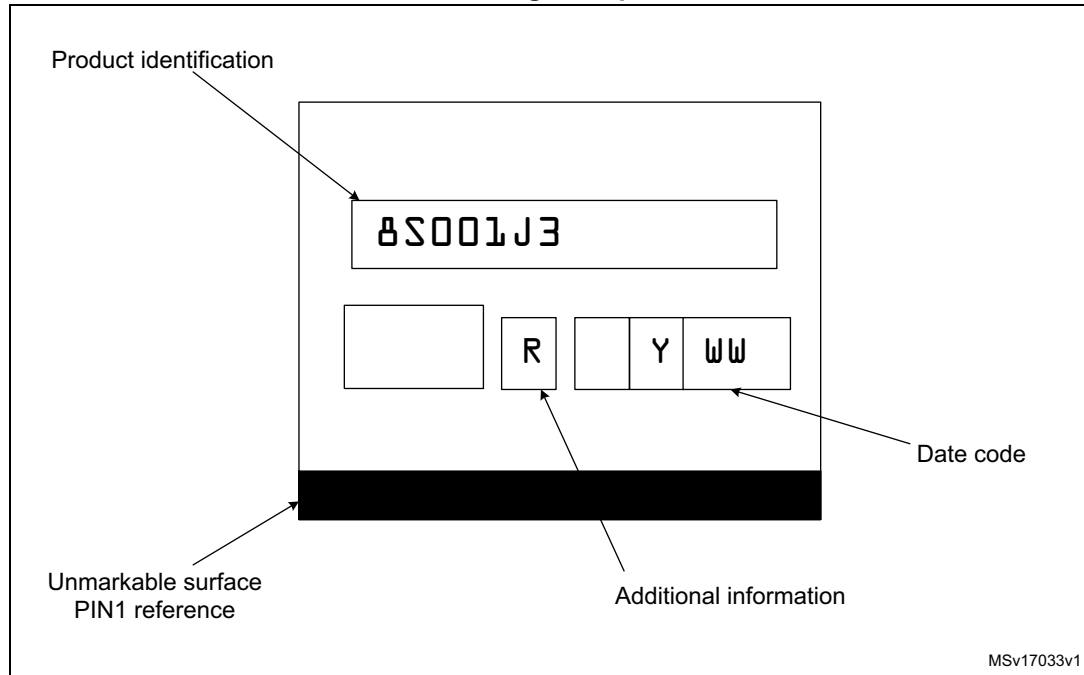 Product identification
8S001J3
R Y WW
Date code
Unmarkable surface
PIN1 reference
Additional information
MSv17033v1